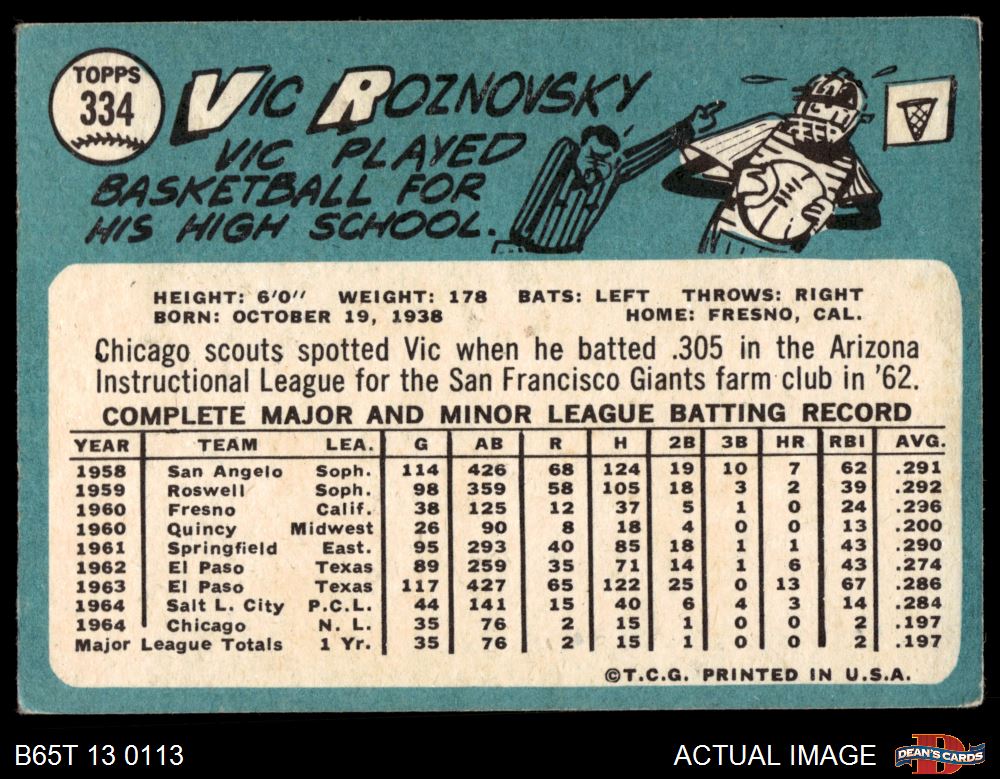 TOPPS
334
VIC ROZNOVSKY
VIC PLAYED
BASKETBALL FOR
HIS HIGH SCHOOL.
HEIGHT: 6'0" WEIGHT: 178 BATS: LEFT THROWS: RIGHT
BORN: OCTOBER 19, 1938 HOME: FRESNO, CAL.
Chicago scouts spotted Vic when he batted .305 in the Arizona
Instructional League for the San Francisco Giants farm club in '62.
COMPLETE MAJOR AND MINOR LEAGUE BATTING RECORD
YEAR TEAM LEA. G AB R H 2B 3B HR RBI AVG.
1958 San Angelo Soph. 114 426 68 124 19 10 7 62 .291
1959 Roswell Soph. 98 359 58 105 18 3 2 39 .292
1960 Fresno Calif. 38 125 12 37 5 1 0 24 .296
1960 Quincy Midwest 26 90 8 18 4 0 0 13 .200
1961 Springfield East. 95 293 40 85 18 1 1 43 .290
1962 El Paso Texas 89 259 35 71 14 1 6 43 .274
1963 El Paso Texas 117 427 65 122 25 0 13 67 .286
1964 Salt L. City P.C.L. 44 141 15 40 6 4 3 14 .284
1964 Chicago N. L. 35 76 2 15 1 0 0 2 .197
Major League Totals 1 Yr. 35 76 2 15 1 0 0 2 .197
©T.C.G. PRINTED IN U.S.A.
B65T 13 0113 ACTUAL IMAGE DEAN'S CARDS